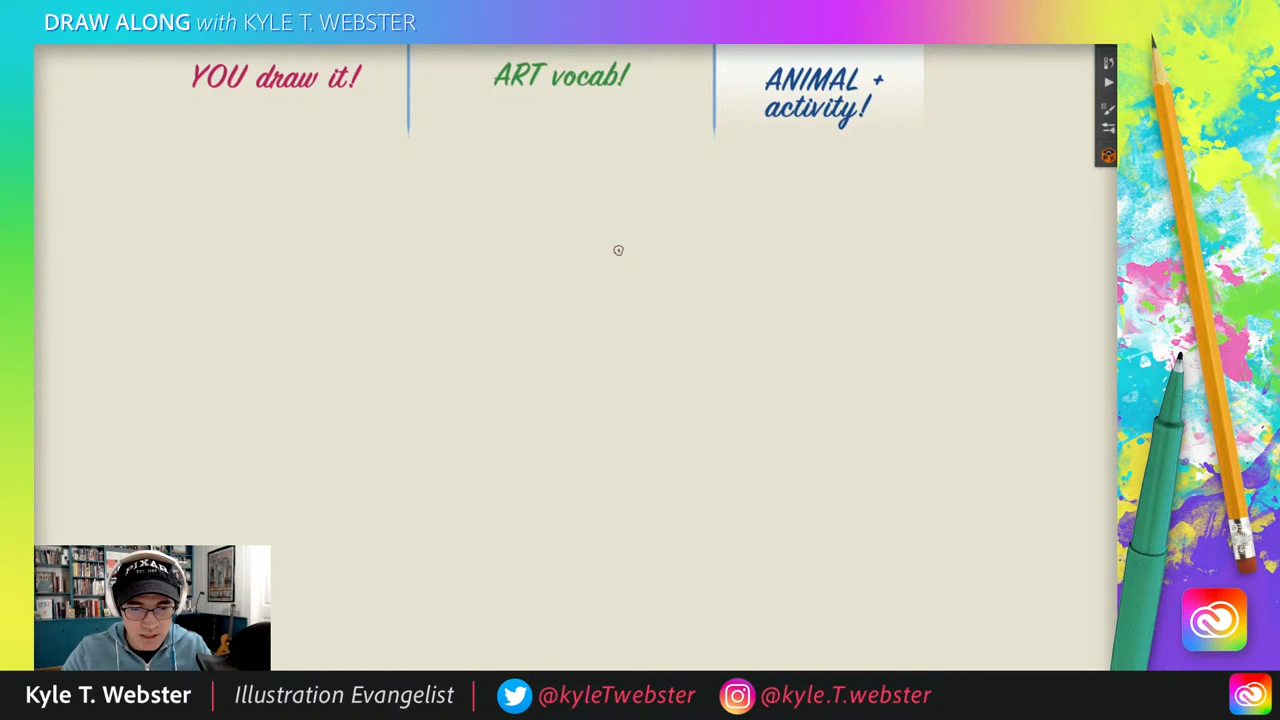 DRAW ALONG with KYLE T. WEBSTER
YOU draw it!
ART vocab!
ANIMAL +
activity!
PIXAR
Kyle T. Webster | Illustration Evangelist | @kyleTwebster @kyle.T.webster